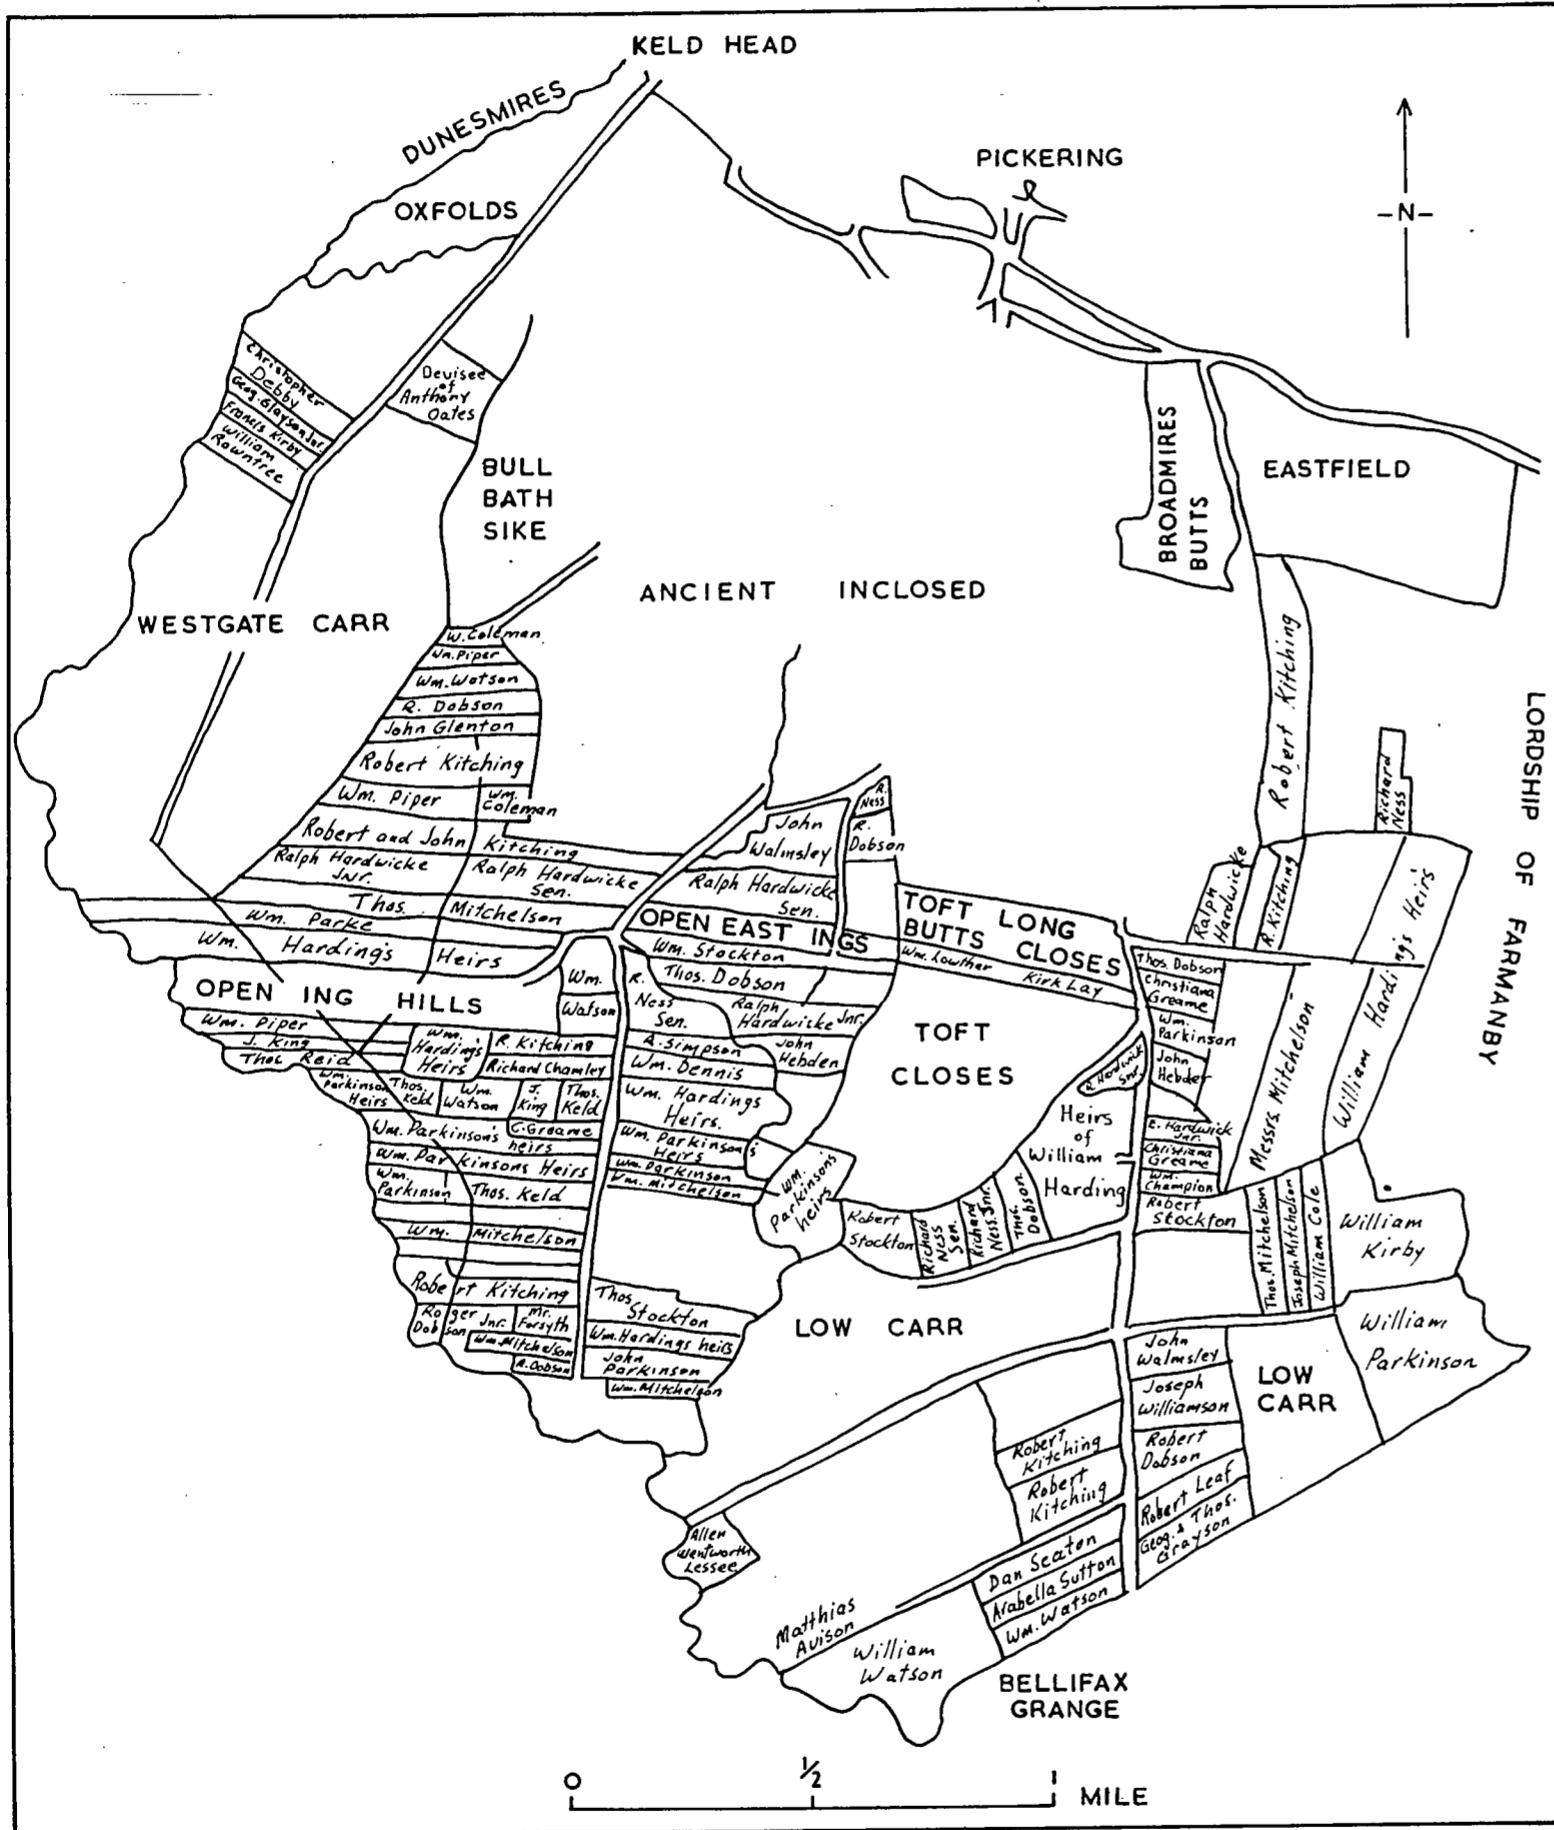 KELD HEAD
DUNESMIRES
OXFOLDS
PICKERING
-N-
Christopher
Debby
Geog. Glayson Jnr.
Francis Kirby
William
Rowntree
Devisee
of
Anthony
Oates
BULL
BATH
SIKE
BROADMIRES
BUTTS
EASTFIELD
ANCIENT INCLOSED
WESTGATE CARR
LORDSHIP OF FARMANBY
W. Coleman
Wm. Piper
Wm. Watson
R. Dobson
John Glenton
Robert Kitching
Wm. Piper
Wm.
Coleman
Robert and John Kitching
Ralph Hardwicke
Jnr.
Ralph Hardwicke
Sen.
Thos. Mitchelson
Wm. Parke
Wm. Harding's Heirs
John
Walmsley
R.
Ness
R.
Dobson
Ralph Hardwicke
Sen.
OPEN EAST INGS
Wm. Stockton
Thos. Dobson
Ralph
Hardwicke Jnr.
John
Hebden
TOFT LONG
BUTTS CLOSES
Wm. Lowther Kirk Lay
TOFT
CLOSES
Robert Kitching
Richard
Ness
Ralph
Hardwicke
R. Kitching
William Harding's Heirs
Messrs. Mitchelson
Thos. Dobson
Christiana
Greame
Wm.
Parkinson
John
Hebder
R. Hardwick
Snr.
Heirs
of
William
Harding
E. Hardwick
Jnr.
Christiana
Greame
Wm.
Champion
Robert
Stockton
Thos. Mitchelson
Joseph Mitchelson
William Cole
William
Kirby
William
Parkinson
OPEN ING HILLS
Wm.
Watson
R.
Ness
Sen.
Wm. Piper
J. King
Thos. Reid
Wm.
Harding's
Heirs
R. Kitching
Richard Chamley
A. Simpson
Wm. Dennis
Wm. Hardings
Heirs.
Wm.
Parkinson
Heirs
Thos.
Keld
Wm.
Watson
J.
King
Thos.
Keld
C. Greame
Wm. Parkinson's
heirs
Wm. Parkinsons Heirs
Wm.
Parkinson
Thos. Keld
Wm. Mitchelson
Wm. Parkinson's
Heirs
Wm. Parkinson
Wm. Mitchelson
Wm.
Parkinson's
heirs
Robert
Stockton
Richard
Ness
Sen.
Richard
Ness. Jnr.
Thos.
Dobson
Robert Kitching
Roger
Dobson
Jnr.
Mr.
Forsyth
Wm. Mitchelson
R. Dobson
Thos.
Stockton
Wm. Hardings heirs
John
Parkinson
Wm. Mitchelson
LOW CARR
LOW
CARR
John
Walmsley
Joseph
Williamson
Robert
Dobson
Robert Leaf
Geog. & Thos.
Grayson
Robert
Kitching
Robert
Kitching
Dan Seaton
Arabella Sutton
Wm. Watson
Allen
Wentworth
Lessee
Matthias
Avison
William
Watson
BELLIFAX
GRANGE
0 1/2 1
MILE